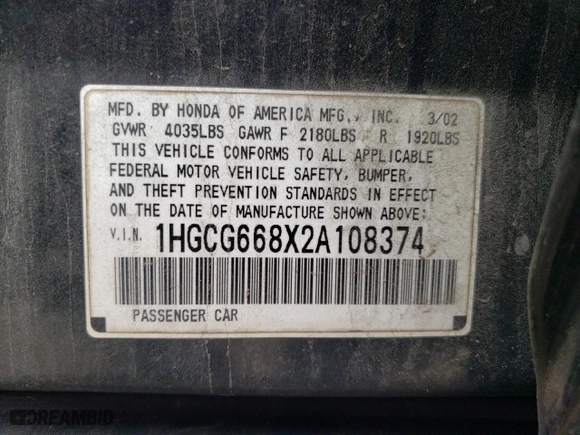 MFD. BY HONDA OF AMERICA MFG., INC. 3/02
GVWR 4035LBS GAWR F 2180LBS R 1920LBS
THIS VEHICLE CONFORMS TO ALL APPLICABLE
FEDERAL MOTOR VEHICLE SAFETY, BUMPER,
AND THEFT PREVENTION STANDARDS IN EFFECT
ON THE DATE OF MANUFACTURE SHOWN ABOVE:
V.I.N. 1HGCG668X2A108374
PASSENGER CAR
DREAMBID